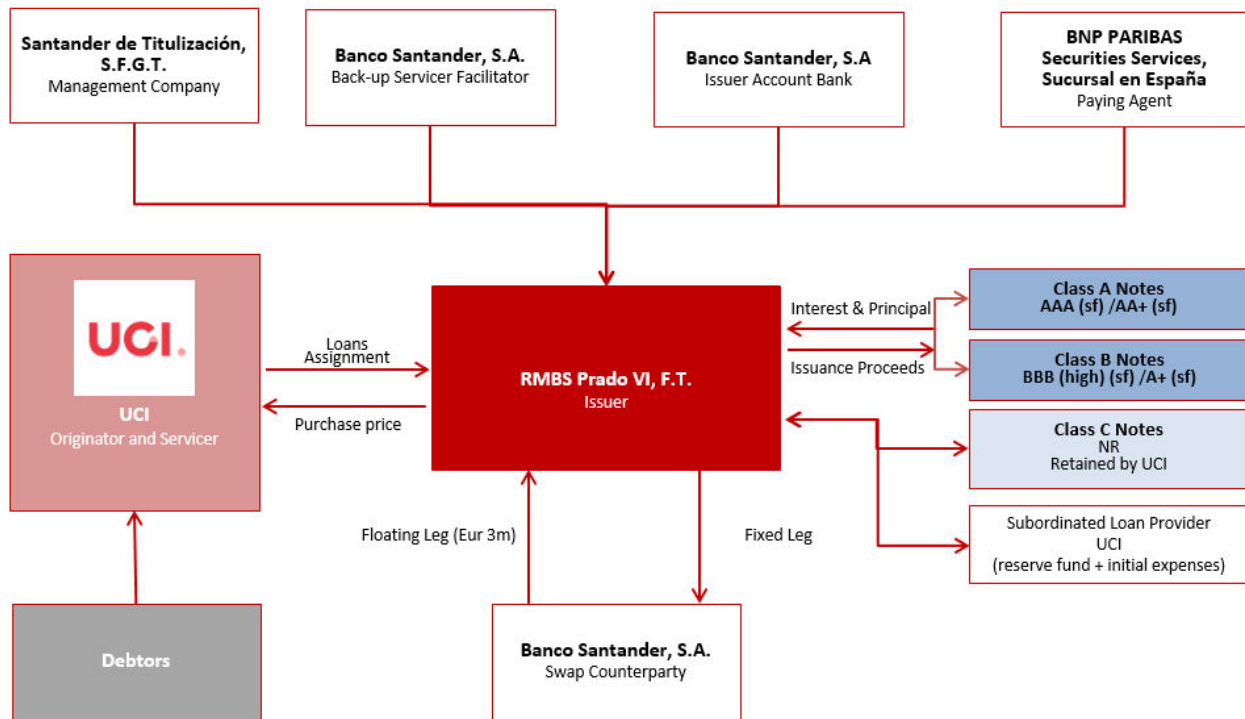 Santander de Titulización,
S.F.G.T.
Management Company
Banco Santander, S.A.
Back-up Servicer Facilitator
Banco Santander, S.A
Issuer Account Bank
BNP PARIBAS
Securities Services,
Sucursal en España
Paying Agent
UCI.
UCI
Originator and Servicer
Loans
Assignment
Purchase price
RMBS Prado VI, F.T.
Issuer
Interest & Principal
Issuance Proceeds
Class A Notes
AAA (sf) /AA+ (sf)
Class B Notes
BBB (high) (sf) /A+ (sf)
Class C Notes
NR
Retained by UCI
Subordinated Loan Provider
UCI
(reserve fund + initial expenses)
Floating Leg (Eur 3m)
Fixed Leg
Debtors
Banco Santander, S.A.
Swap Counterparty